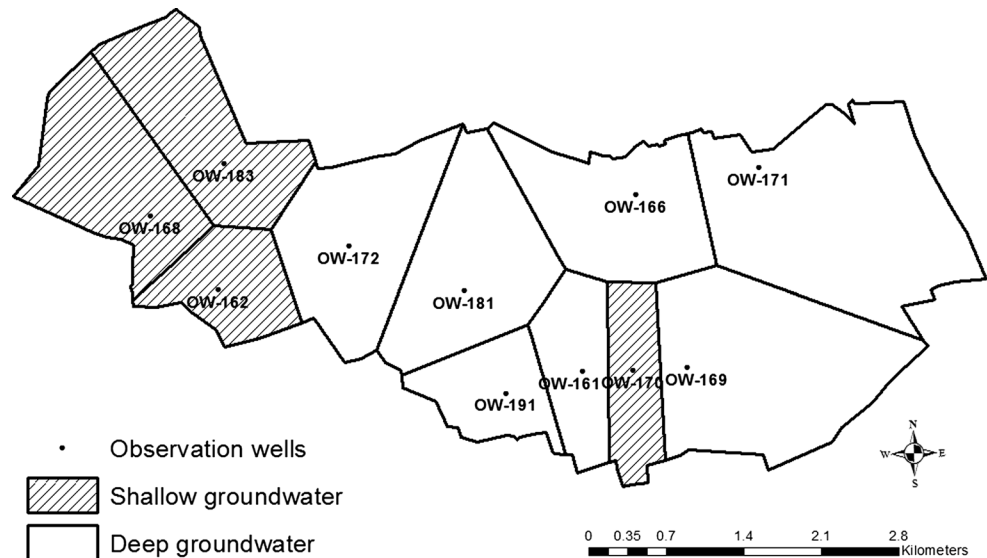 OW-183
OW-171
OW-166
OW-168
OW-172
OW-162
OW-181
OW-161
OW-170
OW-169
OW-191
Observation wells
Shallow groundwater
Deep groundwater
N
W E
S
0 0.35 0.7 1.4 2.1 2.8
Kilometers